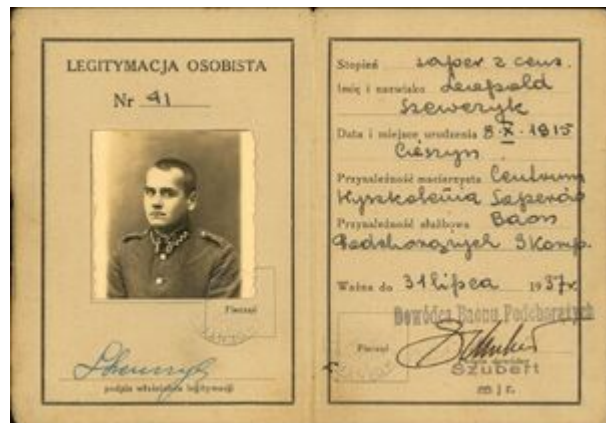 LEGITYMACJA OSOBISTA
Nr 41
Pieczęć
podpis właściciela legitymacji
Stopień saper z cens.
Imię i nazwisko Leopold
Szewczyk
Data i miejsce urodzenia 8.X.1915
Cieszyn
Przynależność macierzysta Centrum
Wyszkolenia Saperów
Przynależność służbowa Baon
Podchorążych 3 Komp.
Ważna do 31 lipca 1937r.
Dowódca Baonu Podchorążych
Pieczęć
Szubert
mjr.